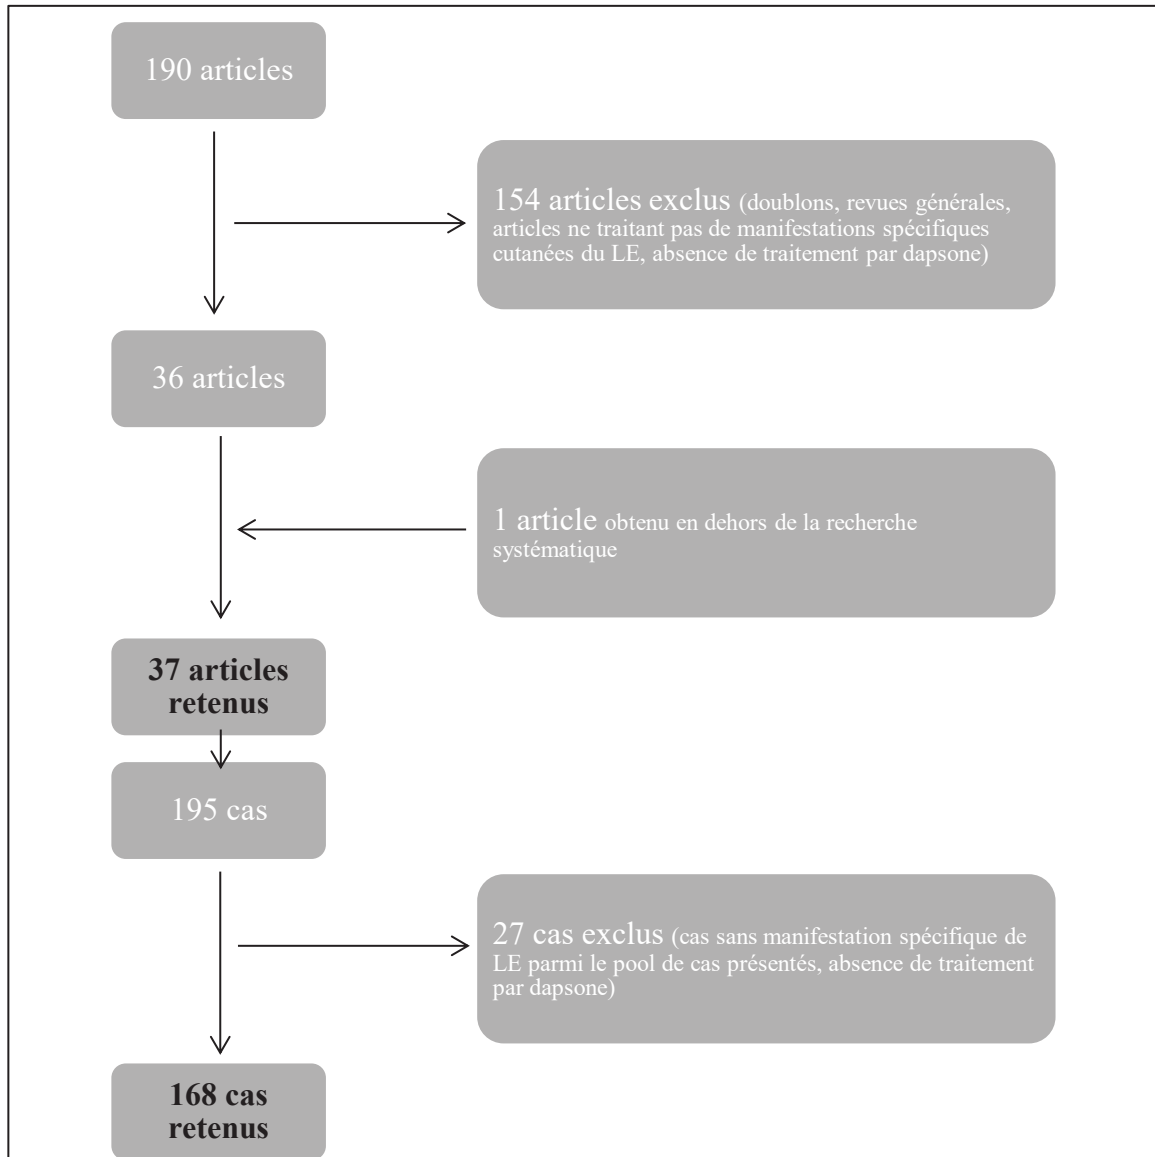 190 articles
154 articles exclus (doublons, revues générales,
articles ne traitant pas de manifestations spécifiques
cutanées du LE, absence de traitement par dapsone)
36 articles
1 article obtenu en dehors de la recherche
systématique
37 articles
retenus
195 cas
27 cas exclus (cas sans manifestation spécifique de
LE parmi le pool de cas présentés, absence de traitement
par dapsone)
168 cas
retenus